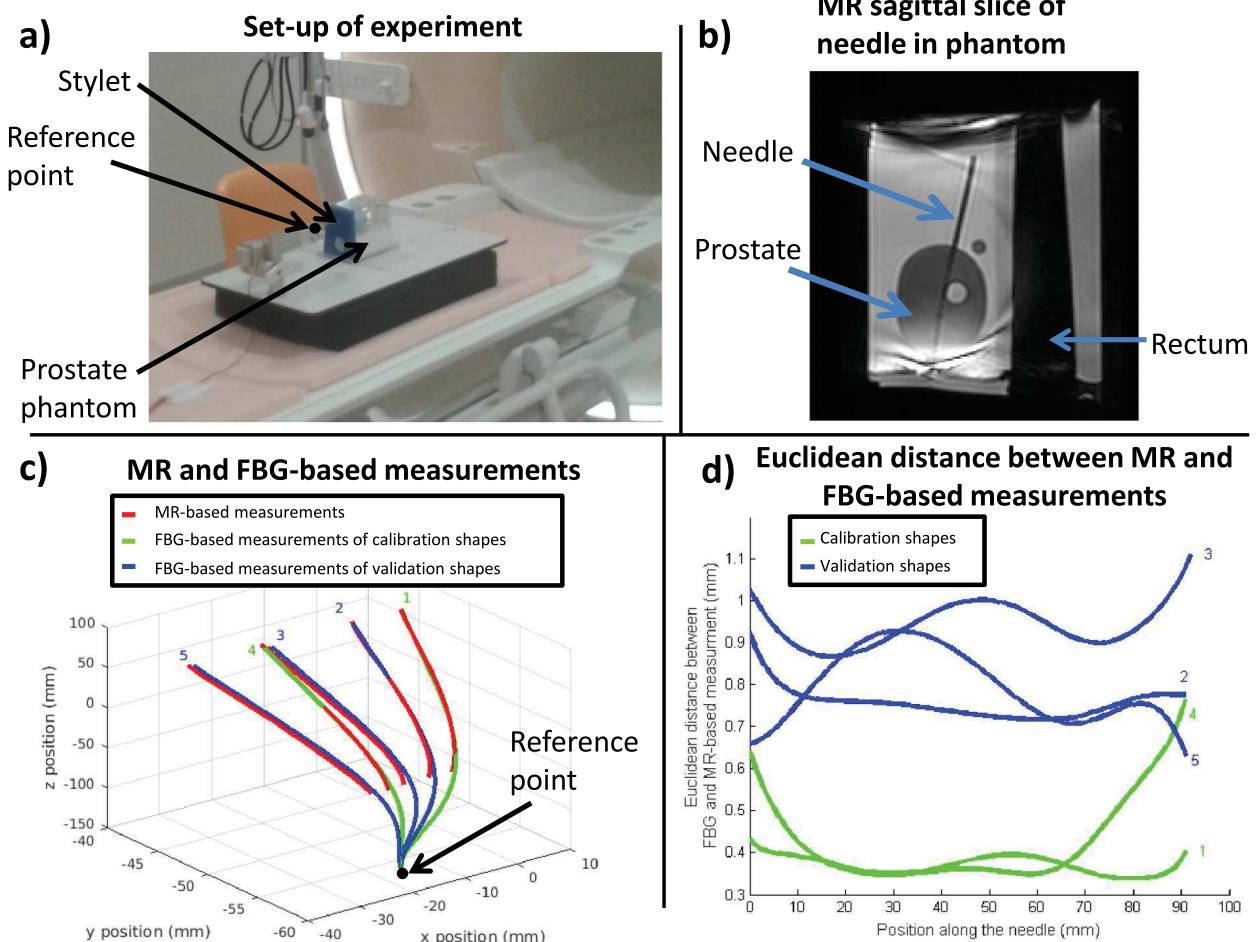 a)
Set-up of experiment
Stylet
Reference
point
Prostate
phantom
b)
MR sagittal slice of
needle in phantom
Needle
Prostate
Rectum
c)
MR and FBG-based measurements
MR-based measurements
FBG-based measurements of calibration shapes
FBG-based measurements of validation shapes
1
2
3
4
5
100
50
0
-50
-100
-150
z position (mm)
-40
-45
-50
-55
-60
y position (mm)
-40
-30
-20
-10
0
10
x position (mm)
Reference
point
d)
Euclidean distance between MR and
FBG-based measurements
Calibration shapes
Validation shapes
Euclidean distance between
FBG and MR-based measurment (mm)
1.1
1
0.9
0.8
0.7
0.6
0.5
0.4
0.3
3
2
4
5
1
0 10 20 30 40 50 60 70 80 90 100
Position along the needle (mm)